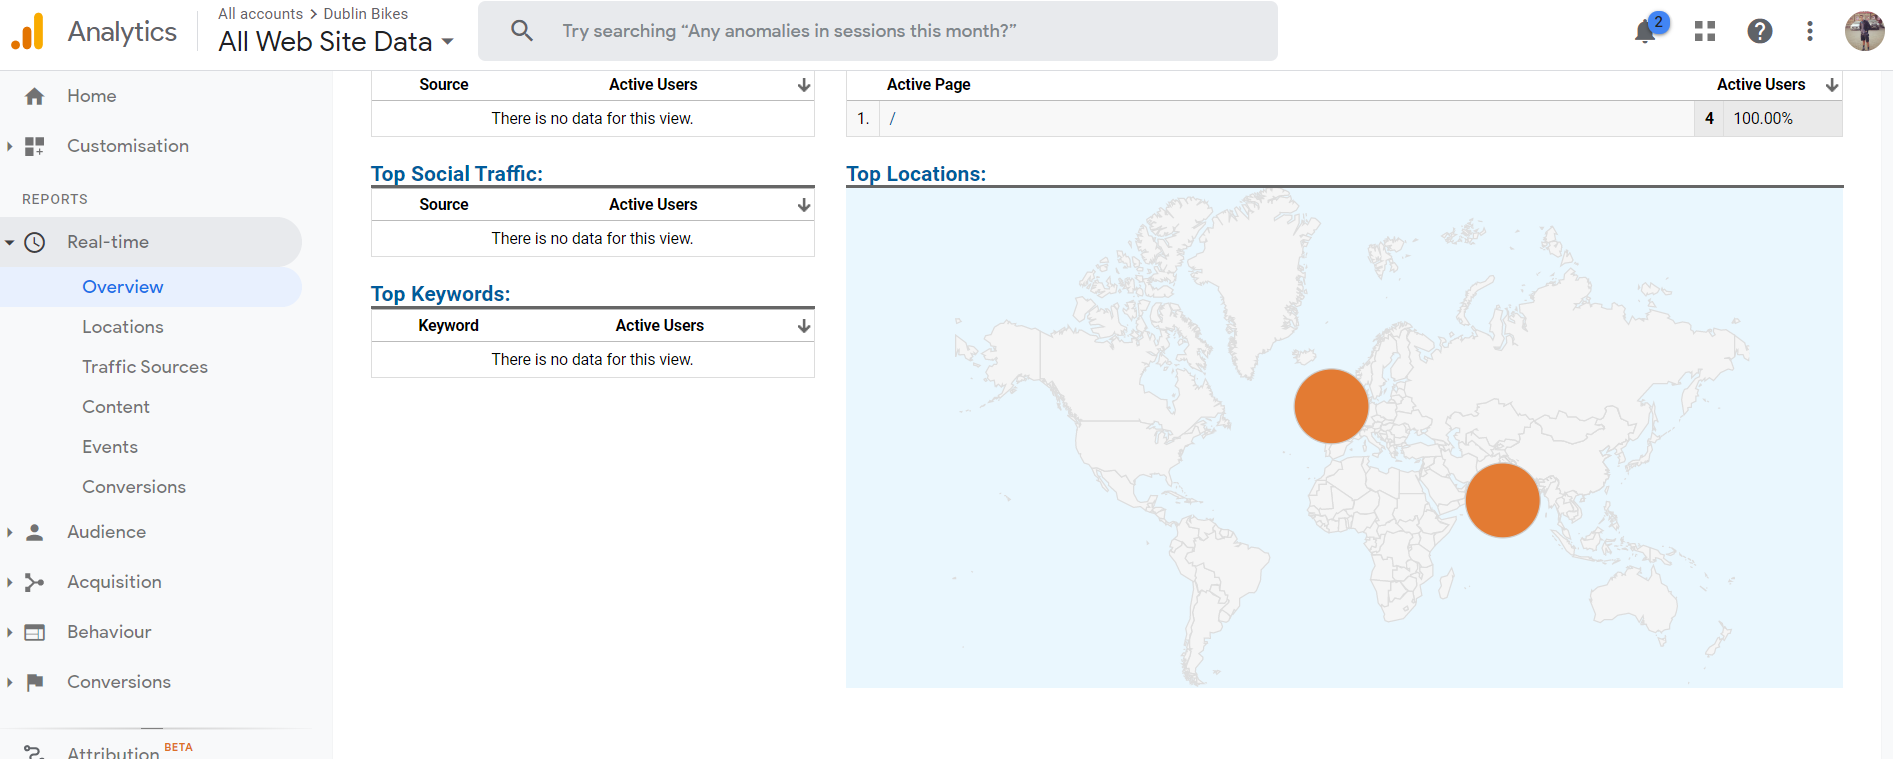 Analytics
All accounts > Dublin Bikes
All Web Site Data
Try searching “Any anomalies in sessions this month?”
2
Home
Customisation
REPORTS
Real-time
Overview
Locations
Traffic Sources
Content
Events
Conversions
Audience
Acquisition
Behaviour
Conversions
Attribution BETA
Source Active Users
There is no data for this view.
Top Social Traffic:
Source Active Users
There is no data for this view.
Top Keywords:
Keyword Active Users
There is no data for this view.
Active Page Active Users
1. / 4 100.00%
Top Locations: